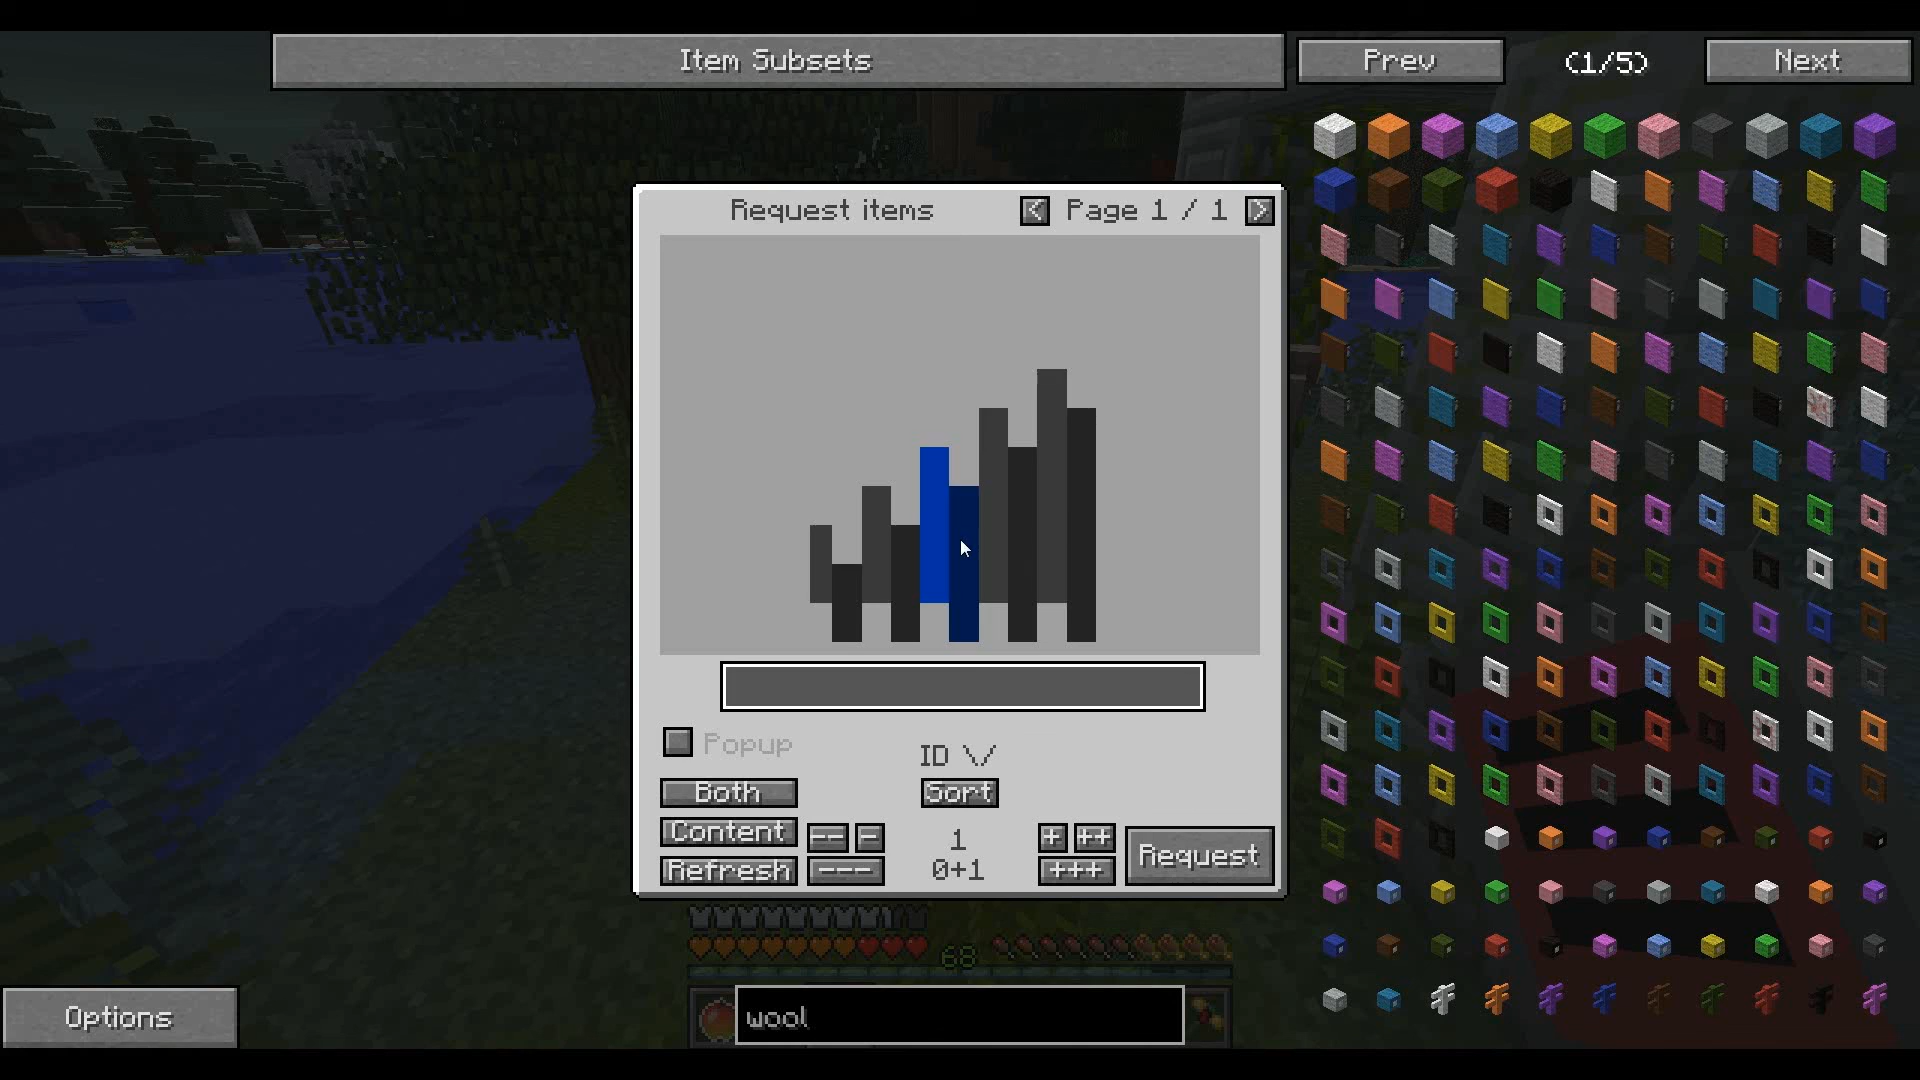 Item Subsets
Prev (1/5) Next
Request items < Page 1 / 1 >
Popup
ID \/
Both Sort
Content -- - 1 + ++
Request
Refresh --- 0+1 +++
68
Options wool